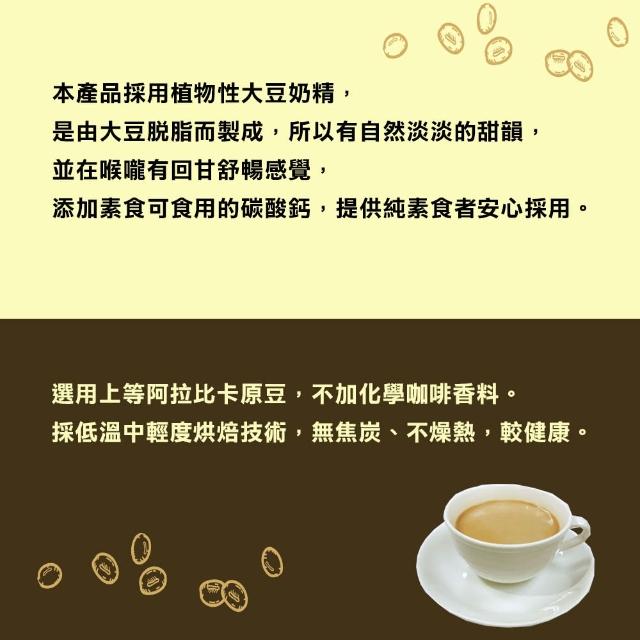 本產品採用植物性大豆奶精，
是由大豆脱脂而製成，所以有自然淡淡的甜韻，
並在喉嚨有回甘舒暢感覺，
添加素食可食用的碳酸鈣，提供純素食者安心採用。
選用上等阿拉比卡原豆，不加化學咖啡香料。
採低溫中輕度烘焙技術，無焦炭、不燥熱，較健康。